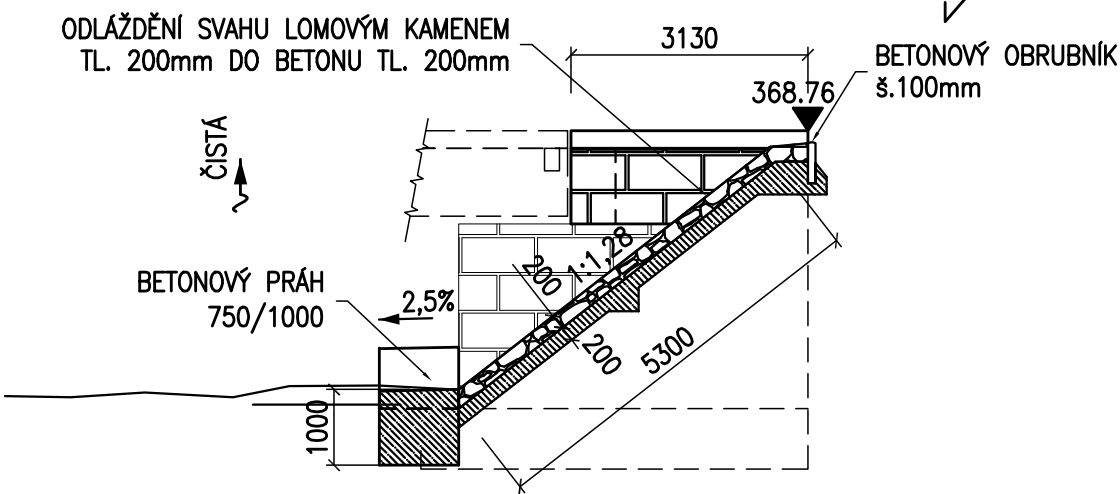 ODLÁŽDĚNÍ SVAHU LOMOVÝM KAMENEM
TL. 200mm DO BETONU TL. 200mm
3130
BETONOVÝ OBRUBNÍK
š.100mm
368.76
ČISTÁ
200
1:1,28
BETONOVÝ PRÁH
750/1000
2,5%
200
5300
1000